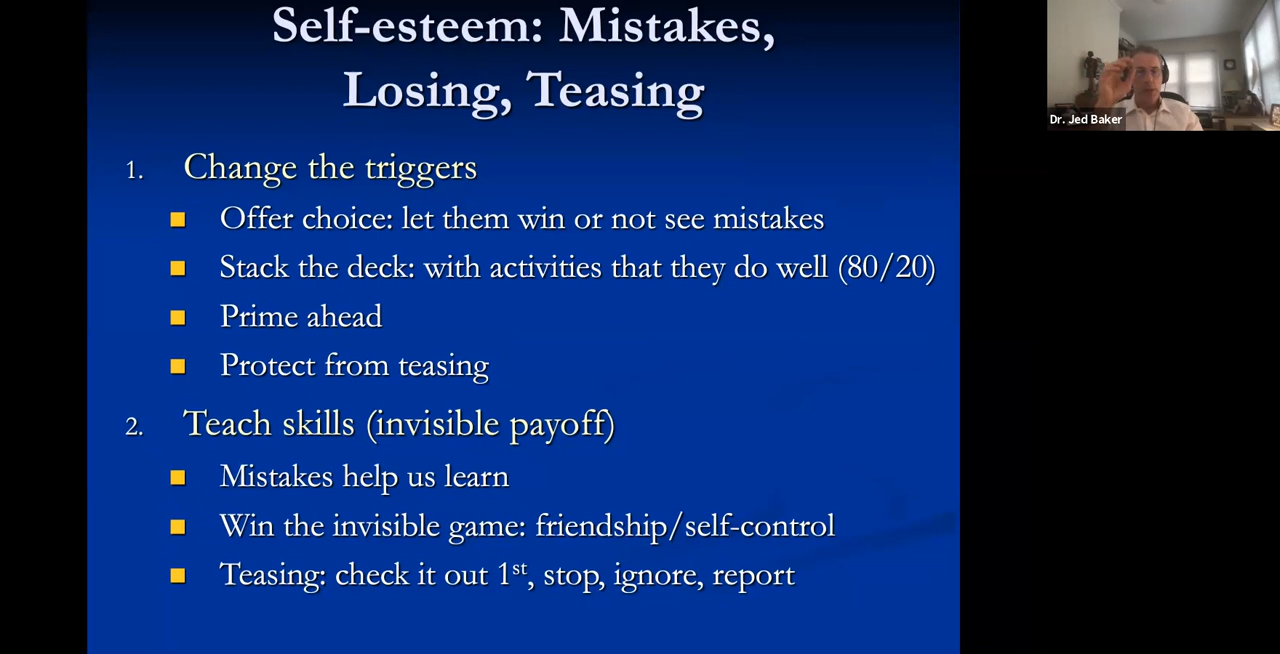 Self-esteem: Mistakes,
Losing, Teasing
1. Change the triggers
Offer choice: let them win or not see mistakes
Stack the deck: with activities that they do well (80/20)
Prime ahead
Protect from teasing
2. Teach skills (invisible payoff)
Mistakes help us learn
Win the invisible game: friendship/self-control
Teasing: check it out 1st, stop, ignore, report
Dr. Jed Baker